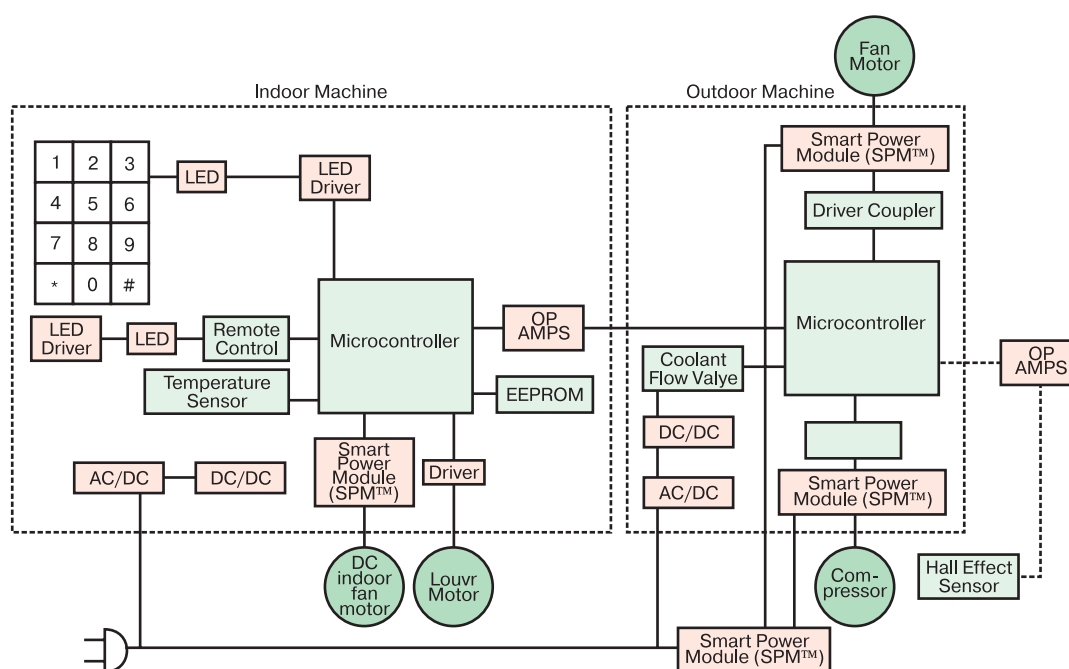 Fan
Motor
Indoor Machine
Outdoor Machine
Smart Power
Module (SPM™)
1 2 3
4 5 6
7 8 9
* 0 #
LED
LED
Driver
Driver Coupler
Microcontroller
Microcontroller
OP
AMPS
LED
Driver
LED
Remote
Control
Coolant
Flow Valye
OP
AMPS
Temperature
Sensor
EEPROM
DC/DC
Smart
Power
Module
(SPM™)
Driver
AC/DC
DC/DC
AC/DC
Smart Power
Module (SPM™)
DC
indoor
fan
motor
Louvr
Motor
Com-
pressor
Hall Effect
Sensor
Smart Power
Module (SPM™)